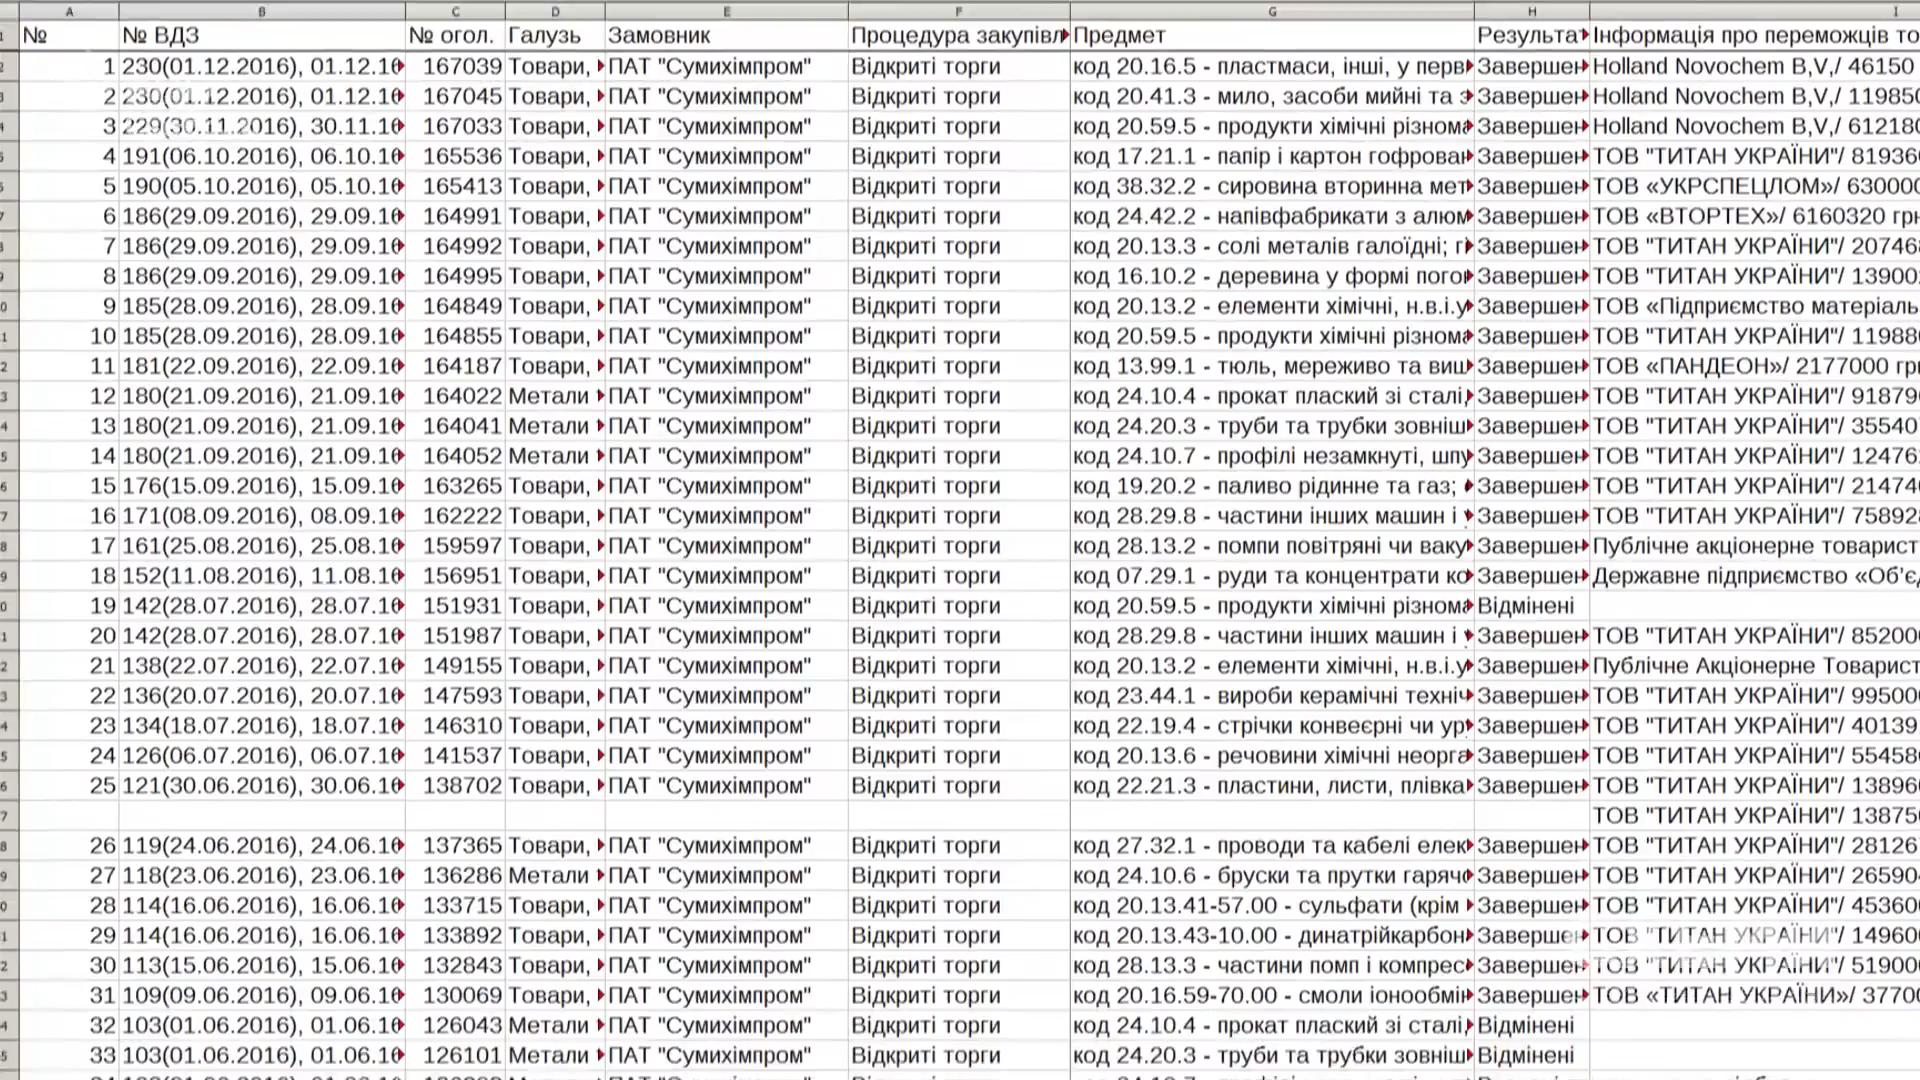 A B C D E F G H I
№ № ВДЗ № огол. Галузь Замовник Процедура закупівл Предмет Результат Інформація про переможців то
1 230(01.12.2016), 01.12.16 167039 Товари, ПАТ "Сумихімпром" Відкриті торги код 20.16.5 - пластмаси, інші, у перв Завершен Holland Novochem B,V,/ 46150
2 230(01.12.2016), 01.12.16 167045 Товари, ПАТ "Сумихімпром" Відкриті торги код 20.41.3 - мило, засоби мийні та з Завершен Holland Novochem B,V,/ 119850
3 229(30.11.2016), 30.11.16 167033 Товари, ПАТ "Сумихімпром" Відкриті торги код 20.59.5 - продукти хімічні різнома Завершен Holland Novochem B,V,/ 612180
4 191(06.10.2016), 06.10.16 165536 Товари, ПАТ "Сумихімпром" Відкриті торги код 17.21.1 - папір і картон гофрован Завершен ТОВ "ТИТАН УКРАЇНИ"/ 819360
5 190(05.10.2016), 05.10.16 165413 Товари, ПАТ "Сумихімпром" Відкриті торги код 38.32.2 - сировина вторинна мет Завершен ТОВ «УКРСПЕЦЛОМ»/ 630000
6 186(29.09.2016), 29.09.16 164991 Товари, ПАТ "Сумихімпром" Відкриті торги код 24.42.2 - напівфабрикати з алюм Завершен ТОВ «ВТОРТЕХ»/ 6160320 грн
7 186(29.09.2016), 29.09.16 164992 Товари, ПАТ "Сумихімпром" Відкриті торги код 20.13.3 - солі металів галоїдні; гі Завершен ТОВ "ТИТАН УКРАЇНИ"/ 207468
8 186(29.09.2016), 29.09.16 164995 Товари, ПАТ "Сумихімпром" Відкриті торги код 16.10.2 - деревина у формі погон Завершен ТОВ "ТИТАН УКРАЇНИ"/ 13900
9 185(28.09.2016), 28.09.16 164849 Товари, ПАТ "Сумихімпром" Відкриті торги код 20.13.2 - елементи хімічні, н.в.і.у Завершен ТОВ «Підприємство матеріаль
10 185(28.09.2016), 28.09.16 164855 Товари, ПАТ "Сумихімпром" Відкриті торги код 20.59.5 - продукти хімічні різнома Завершен ТОВ "ТИТАН УКРАЇНИ"/ 119880
11 181(22.09.2016), 22.09.16 164187 Товари, ПАТ "Сумихімпром" Відкриті торги код 13.99.1 - тюль, мереживо та виш Завершен ТОВ «ПАНДЕОН»/ 2177000 грн
12 180(21.09.2016), 21.09.16 164022 Метали ПАТ "Сумихімпром" Відкриті торги код 24.10.4 - прокат плаский зі сталі, Завершен ТОВ "ТИТАН УКРАЇНИ"/ 918790
13 180(21.09.2016), 21.09.16 164041 Метали ПАТ "Сумихімпром" Відкриті торги код 24.20.3 - труби та трубки зовніш Завершен ТОВ "ТИТАН УКРАЇНИ"/ 35540
14 180(21.09.2016), 21.09.16 164052 Метали ПАТ "Сумихімпром" Відкриті торги код 24.10.7 - профілі незамкнуті, шпу Завершен ТОВ "ТИТАН УКРАЇНИ"/ 12476
15 176(15.09.2016), 15.09.16 163265 Товари, ПАТ "Сумихімпром" Відкриті торги код 19.20.2 - паливо рідинне та газ; Завершен ТОВ "ТИТАН УКРАЇНИ"/ 214740
16 171(08.09.2016), 08.09.16 162222 Товари, ПАТ "Сумихімпром" Відкриті торги код 28.29.8 - частини інших машин і Завершен ТОВ "ТИТАН УКРАЇНИ"/ 75892
17 161(25.08.2016), 25.08.16 159597 Товари, ПАТ "Сумихімпром" Відкриті торги код 28.13.2 - помпи повітряні чи ваку Завершен Публічне акціонерне товарист
18 152(11.08.2016), 11.08.16 156951 Товари, ПАТ "Сумихімпром" Відкриті торги код 07.29.1 - руди та концентрати ко Завершен Державне підприємство «Об'єд
19 142(28.07.2016), 28.07.16 151931 Товари, ПАТ "Сумихімпром" Відкриті торги код 20.59.5 - продукти хімічні різнома Відмінені
20 142(28.07.2016), 28.07.16 151987 Товари, ПАТ "Сумихімпром" Відкриті торги код 28.29.8 - частини інших машин і Завершен ТОВ "ТИТАН УКРАЇНИ"/ 852000
21 138(22.07.2016), 22.07.16 149155 Товари, ПАТ "Сумихімпром" Відкриті торги код 20.13.2 - елементи хімічні, н.в.і.у Завершен Публічне Акціонерне Товарист
22 136(20.07.2016), 20.07.16 147593 Товари, ПАТ "Сумихімпром" Відкриті торги код 23.44.1 - вироби керамічні техніч Завершен ТОВ "ТИТАН УКРАЇНИ"/ 995000
23 134(18.07.2016), 18.07.16 146310 Товари, ПАТ "Сумихімпром" Відкриті торги код 22.19.4 - стрічки конвеєрні чи ур Завершен ТОВ "ТИТАН УКРАЇНИ"/ 40139
24 126(06.07.2016), 06.07.16 141537 Товари, ПАТ "Сумихімпром" Відкриті торги код 20.13.6 - речовини хімічні неорга Завершен ТОВ "ТИТАН УКРАЇНИ"/ 554580
25 121(30.06.2016), 30.06.16 138702 Товари, ПАТ "Сумихімпром" Відкриті торги код 22.21.3 - пластини, листи, плівка Завершен ТОВ "ТИТАН УКРАЇНИ"/ 138960
ТОВ "ТИТАН УКРАЇНИ"/ 138750
26 119(24.06.2016), 24.06.16 137365 Товари, ПАТ "Сумихімпром" Відкриті торги код 27.32.1 - проводи та кабелі елек Завершен ТОВ "ТИТАН УКРАЇНИ"/ 28126
27 118(23.06.2016), 23.06.16 136286 Метали ПАТ "Сумихімпром" Відкриті торги код 24.10.6 - бруски та прутки гарячо Завершен ТОВ "ТИТАН УКРАЇНИ"/ 26590
28 114(16.06.2016), 16.06.16 133715 Товари, ПАТ "Сумихімпром" Відкриті торги код 20.13.41-57.00 - сульфати (крім Завершен ТОВ "ТИТАН УКРАЇНИ"/ 453600
29 114(16.06.2016), 16.06.16 133892 Товари, ПАТ "Сумихімпром" Відкриті торги код 20.13.43-10.00 - динатрійкарбон Завершен ТОВ "ТИТАН УКРАЇНИ"/ 149600
30 113(15.06.2016), 15.06.16 132843 Товари, ПАТ "Сумихімпром" Відкриті торги код 28.13.3 - частини помп і компрес Завершен ТОВ "ТИТАН УКРАЇНИ"/ 519000
31 109(09.06.2016), 09.06.16 130069 Товари, ПАТ "Сумихімпром" Відкриті торги код 20.16.59-70.00 - смоли іонообмін Завершен ТОВ «ТИТАН УКРАЇНИ»/ 37700
32 103(01.06.2016), 01.06.16 126043 Метали ПАТ "Сумихімпром" Відкриті торги код 24.10.4 - прокат плаский зі сталі, Відмінені
33 103(01.06.2016), 01.06.16 126101 Метали ПАТ "Сумихімпром" Відкриті торги код 24.20.3 - труби та трубки зовніш Відмінені